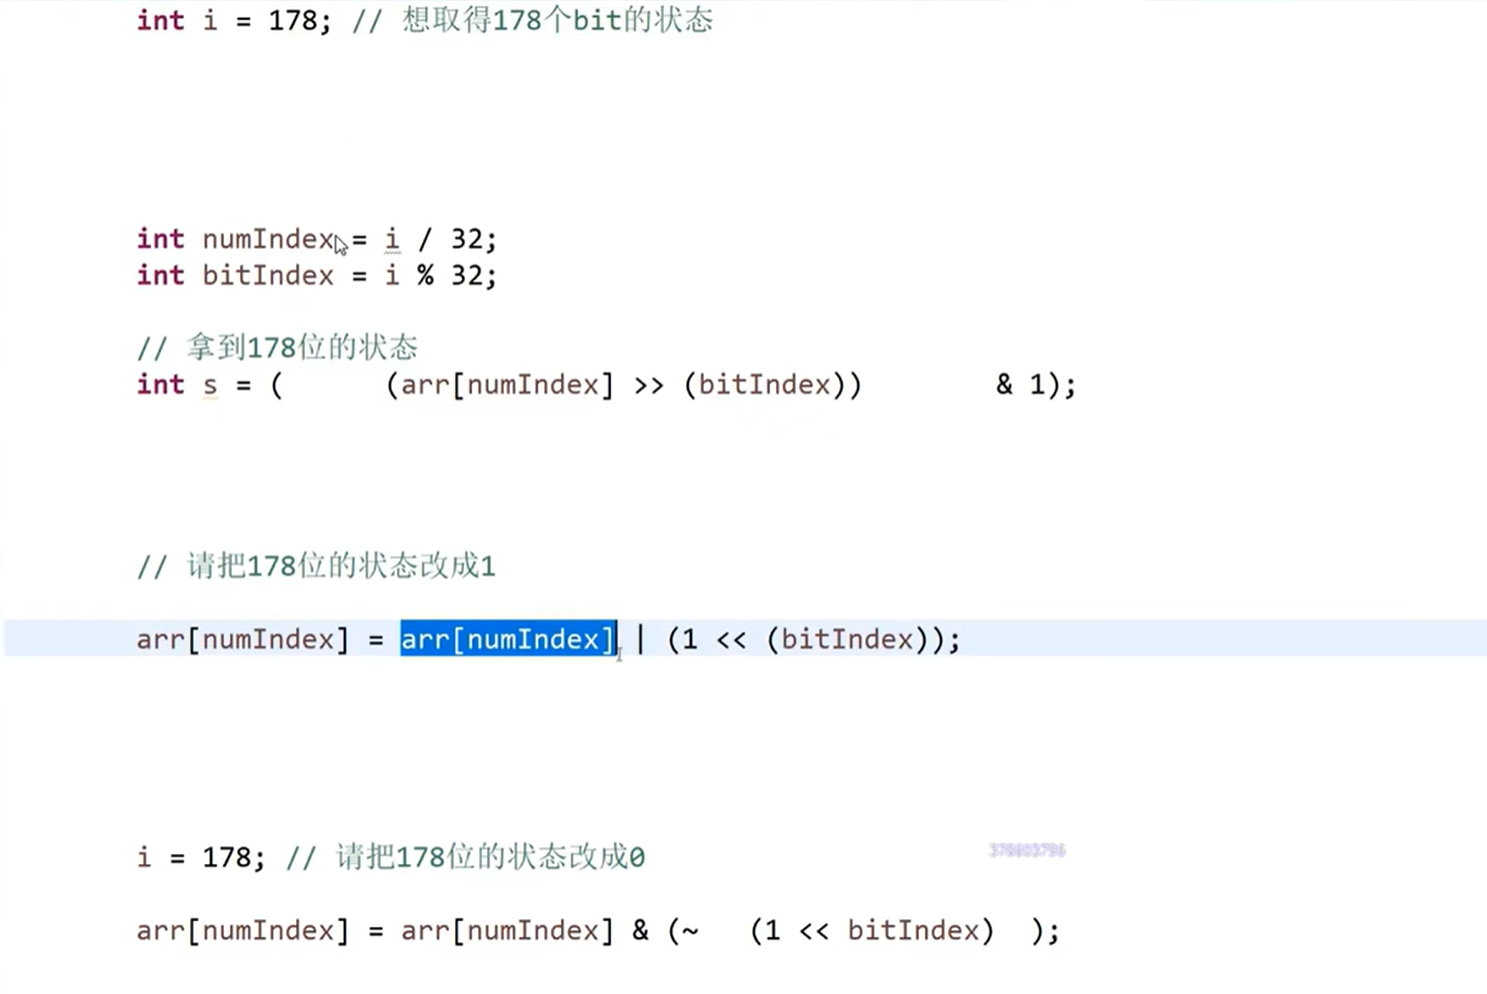 int i = 178; // 想取得178个bit的状态
int numIndex = i / 32;
int bitIndex = i % 32;
// 拿到178位的状态
int s = (      (arr[numIndex] >> (bitIndex))        & 1);
// 请把178位的状态改成1
arr[numIndex] = arr[numIndex] | (1 << (bitIndex));
i = 178; // 请把178位的状态改成0
arr[numIndex] = arr[numIndex] & (~   (1 << bitIndex)  );